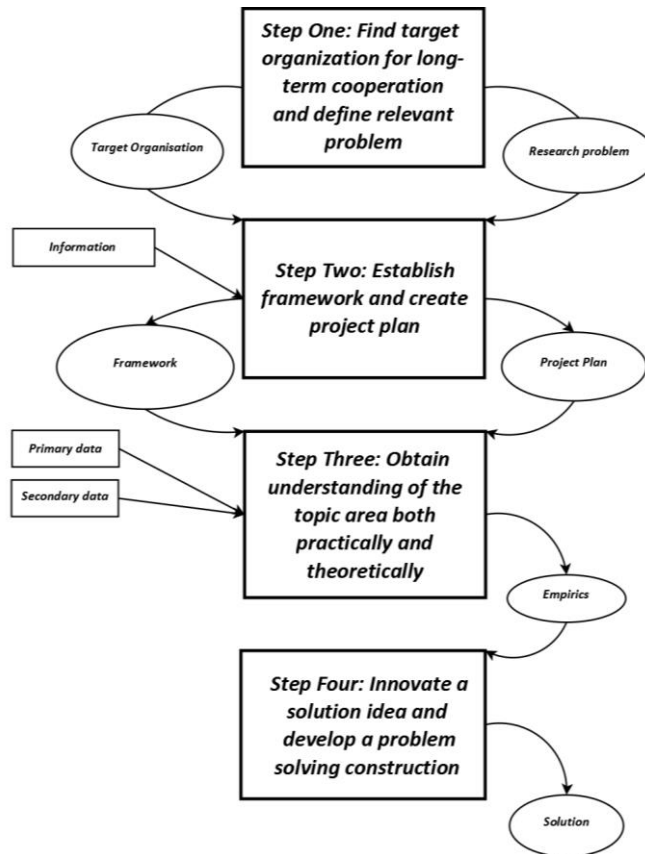 Step One: Find target
organization for long-
term cooperation
and define relevant
problem
Target Organisation
Research problem
Information
Step Two: Establish
framework and create
project plan
Framework
Project Plan
Primary data
Secondary data
Step Three: Obtain
understanding of the
topic area both
practically and
theoretically
Empirics
Step Four: Innovate a
solution idea and
develop a problem
solving construction
Solution